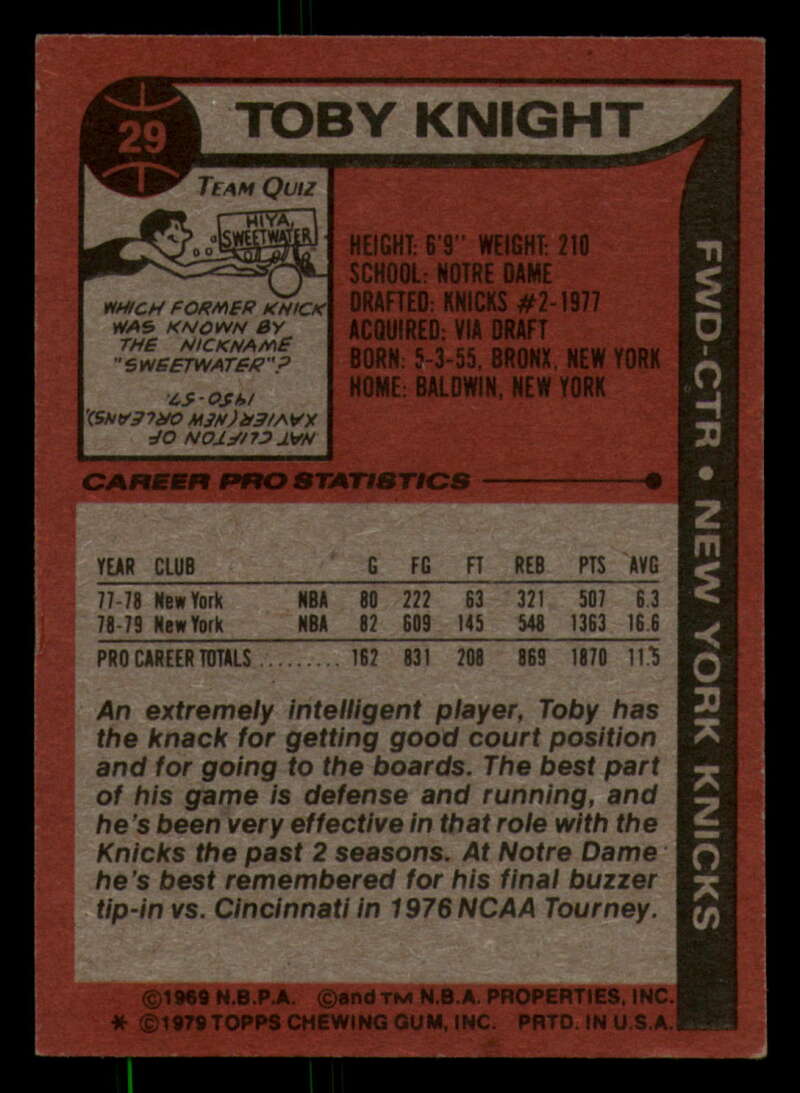 29
TOBY KNIGHT
TEAM QUIZ
HIYA,
SWEETWATER
WHICH FORMER KNICK
WAS KNOWN BY
THE NICKNAME
"SWEETWATER"?
NAT CLIFTON OF
XAVIER (NEW ORLEANS),
1950-57.
HEIGHT: 6'9" WEIGHT: 210
SCHOOL: NOTRE DAME
DRAFTED: KNICKS #2-1977
ACQUIRED: VIA DRAFT
BORN: 5-3-55, BRONX, NEW YORK
HOME: BALDWIN, NEW YORK
FWD-CTR • NEW YORK KNICKS
CAREER PRO STATISTICS
YEAR CLUB G FG FT REB PTS AVG
77-78 New York NBA 80 222 63 321 507 6.3
78-79 New York NBA 82 609 145 548 1363 16.6
PRO CAREER TOTALS ......... 162 831 208 869 1870 11.5
An extremely intelligent player, Toby has
the knack for getting good court position
and for going to the boards. The best part
of his game is defense and running, and
he's been very effective in that role with the
Knicks the past 2 seasons. At Notre Dame
he's best remembered for his final buzzer
tip-in vs. Cincinnati in 1976 NCAA Tourney.
©1969 N.B.P.A. ©and TM N.B.A. PROPERTIES, INC.
* ©1979 TOPPS CHEWING GUM, INC. PRTD. IN U.S.A.